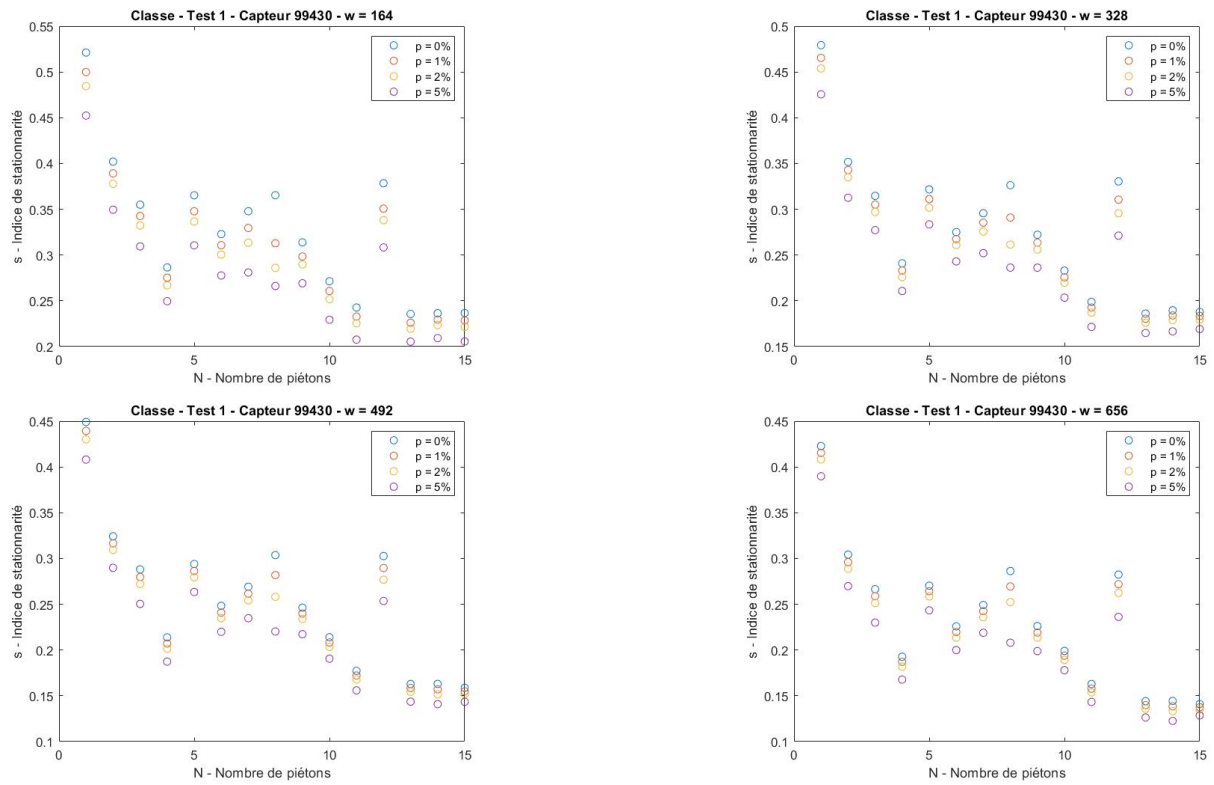 Classe - Test 1 - Capteur 99430 - w = 164
0.55
0.5
0.45
0.4
0.35
0.3
0.25
0.2
s - Indice de stationnarité
p = 0%
p = 1%
p = 2%
p = 5%
0 5 10 15
N - Nombre de piétons
Classe - Test 1 - Capteur 99430 - w = 328
0.5
0.45
0.4
0.35
0.3
0.25
0.2
0.15
s - Indice de stationnarité
p = 0%
p = 1%
p = 2%
p = 5%
0 5 10 15
N - Nombre de piétons
Classe - Test 1 - Capteur 99430 - w = 492
0.45
0.4
0.35
0.3
0.25
0.2
0.15
0.1
s - Indice de stationnarité
p = 0%
p = 1%
p = 2%
p = 5%
0 5 10 15
N - Nombre de piétons
Classe - Test 1 - Capteur 99430 - w = 656
0.45
0.4
0.35
0.3
0.25
0.2
0.15
0.1
s - Indice de stationnarité
p = 0%
p = 1%
p = 2%
p = 5%
0 5 10 15
N - Nombre de piétons